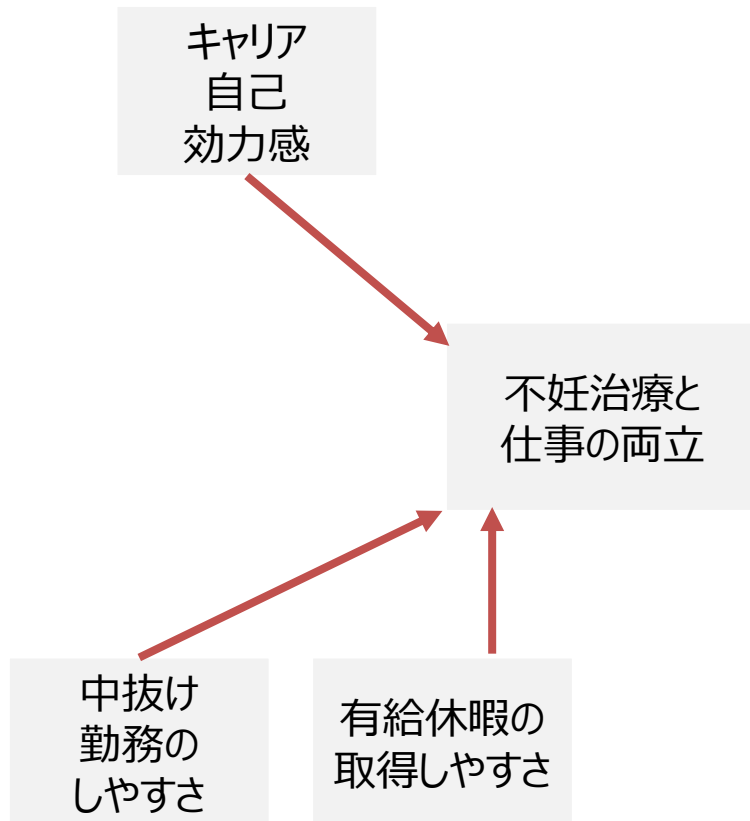 キャリア
自己
効力感
不妊治療と
仕事の両立
中抜け
勤務の
しやすさ
有給休暇の
取得しやすさ